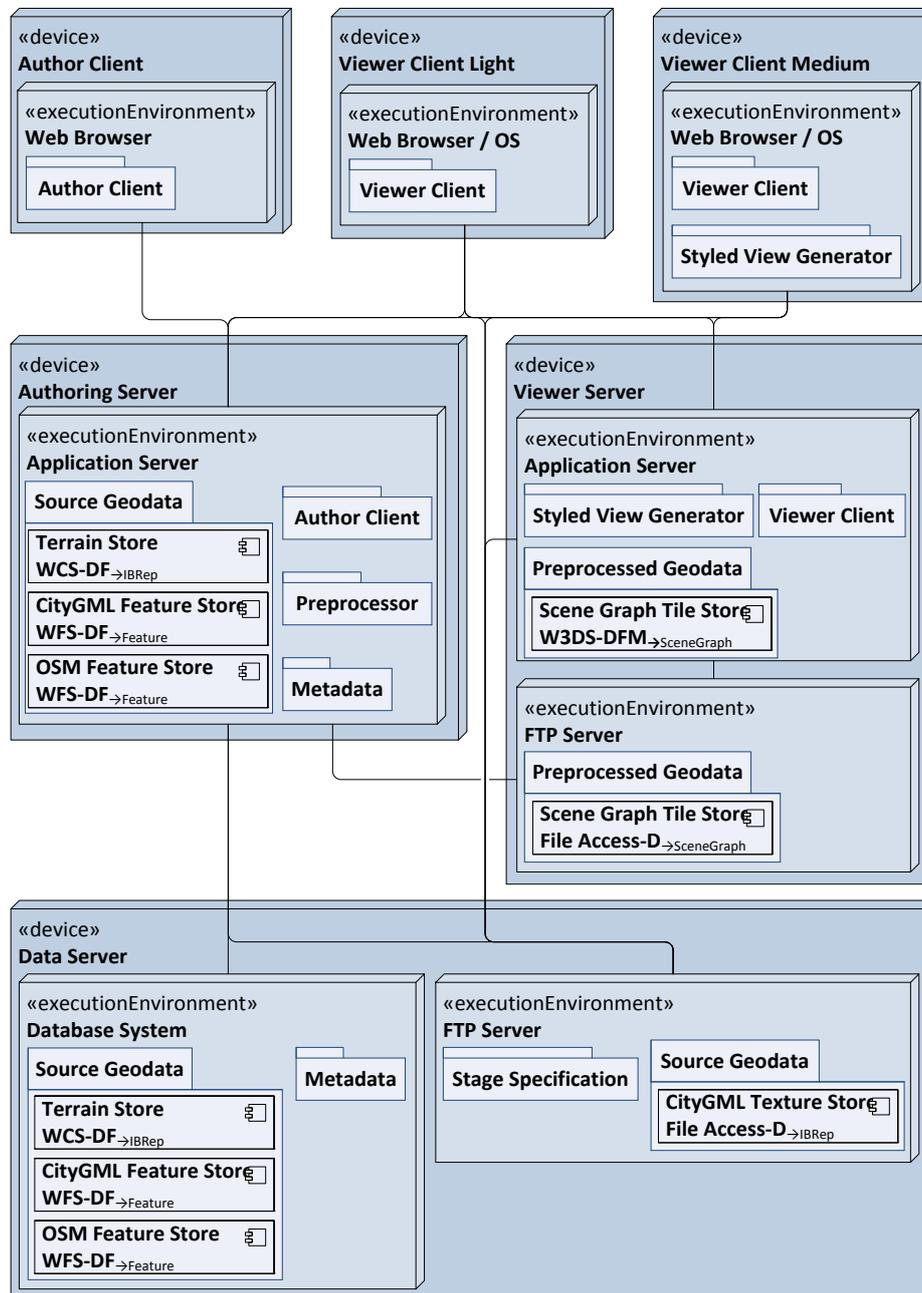 «device»
Author Client
«executionEnvironment»
Web Browser
Author Client
«device»
Viewer Client Light
«executionEnvironment»
Web Browser / OS
Viewer Client
«device»
Viewer Client Medium
«executionEnvironment»
Web Browser / OS
Viewer Client
Styled View Generator
«device»
Authoring Server
«executionEnvironment»
Application Server
Source Geodata
Terrain Store
WCS-DF→IBRep
CityGML Feature Store
WFS-DF→Feature
OSM Feature Store
WFS-DF→Feature
Author Client
Preprocessor
Metadata
«device»
Viewer Server
«executionEnvironment»
Application Server
Styled View Generator
Viewer Client
Preprocessed Geodata
Scene Graph Tile Store
W3DS-DFM→SceneGraph
«executionEnvironment»
FTP Server
Preprocessed Geodata
Scene Graph Tile Store
File Access-D→SceneGraph
«device»
Data Server
«executionEnvironment»
Database System
Source Geodata
Terrain Store
WCS-DF→IBRep
CityGML Feature Store
WFS-DF→Feature
OSM Feature Store
WFS-DF→Feature
Metadata
«executionEnvironment»
FTP Server
Stage Specification
Source Geodata
CityGML Texture Store
File Access-D→IBRep